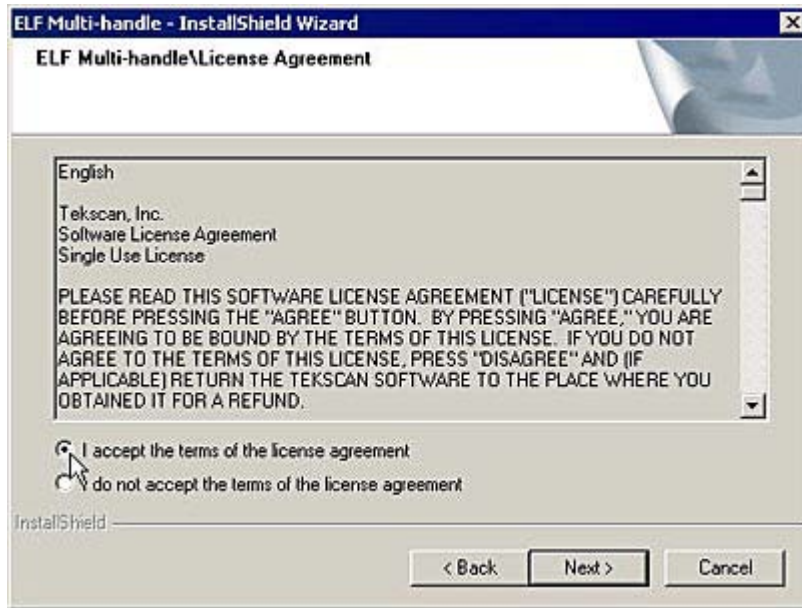 ELF Multi-handle - InstallShield Wizard
ELF Multi-handle\License Agreement
English
Tekscan, Inc.
Software License Agreement
Single Use License
PLEASE READ THIS SOFTWARE LICENSE AGREEMENT ("LICENSE") CAREFULLY
BEFORE PRESSING THE "AGREE" BUTTON.  BY PRESSING "AGREE," YOU ARE
AGREEING TO BE BOUND BY THE TERMS OF THIS LICENSE.  IF YOU DO NOT
AGREE TO THE TERMS OF THIS LICENSE, PRESS "DISAGREE" AND (IF
APPLICABLE) RETURN THE TEKSCAN SOFTWARE TO THE PLACE WHERE YOU
OBTAINED IT FOR A REFUND.
I accept the terms of the license agreement
I do not accept the terms of the license agreement
InstallShield
< Back
Next >
Cancel